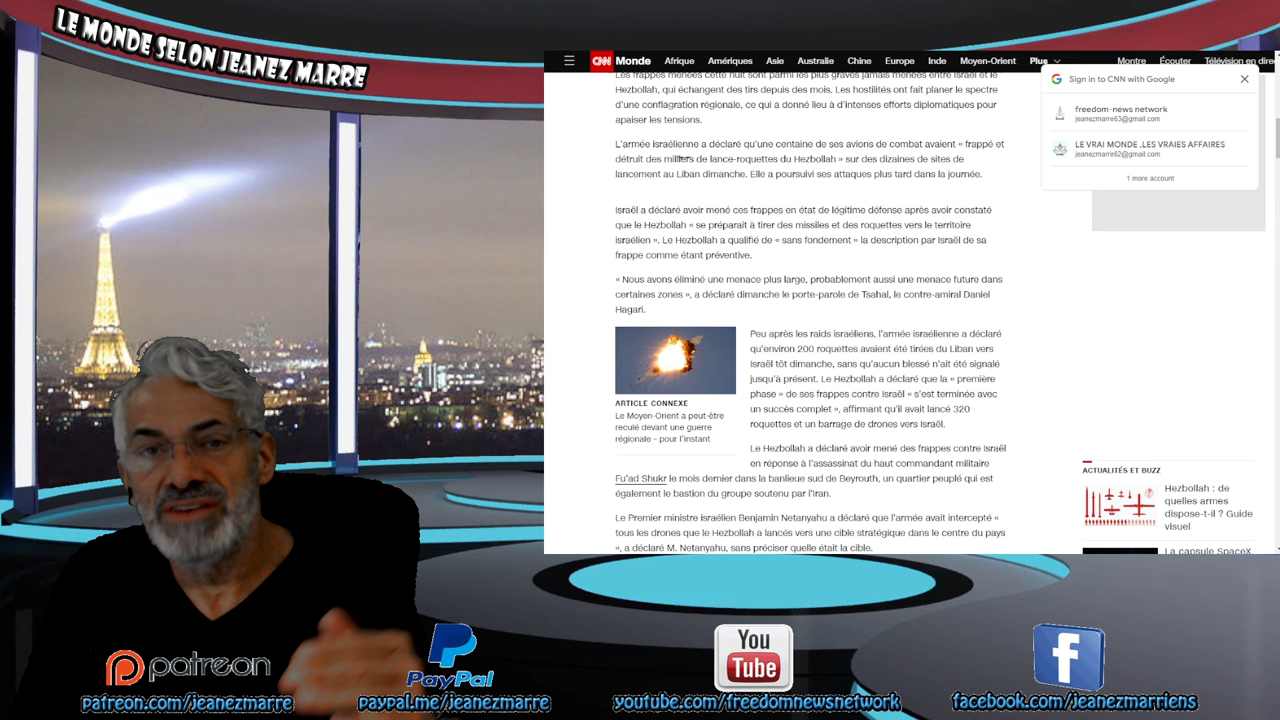 LE MONDE SELON JEANEZ MARRE
CNN Monde Afrique Amériques Asie Australie Chine Europe Inde Moyen-Orient Plus Montre Écouter Télévision en direc
Les frappes menées cette nuit sont parmi les plus graves jamais menées entre Israël et le
Hezbollah, qui échangent des tirs depuis des mois. Les hostilités ont fait planer le spectre
d'une conflagration régionale, ce qui a donné lieu à d'intenses efforts diplomatiques pour
apaiser les tensions.
L'armée israélienne a déclaré qu'une centaine de ses avions de combat avaient « frappé et
détruit des milliers de lance-roquettes du Hezbollah » sur des dizaines de sites de
lancement au Liban dimanche. Elle a poursuivi ses attaques plus tard dans la journée.
Israël a déclaré avoir mené ces frappes en état de légitime défense après avoir constaté
que le Hezbollah « se préparait à tirer des missiles et des roquettes vers le territoire
israélien ». Le Hezbollah a qualifié de « sans fondement » la description par Israël de sa
frappe comme étant préventive.
« Nous avons éliminé une menace plus large, probablement aussi une menace future dans
certaines zones », a déclaré dimanche le porte-parole de Tsahal, le contre-amiral Daniel
Hagari.
ARTICLE CONNEXE
Le Moyen-Orient a peut-être
reculé devant une guerre
régionale – pour l'instant
Peu après les raids israéliens, l'armée israélienne a déclaré
qu'environ 200 roquettes avaient été tirées du Liban vers
Israël tôt dimanche, sans qu'aucun blessé n'ait été signalé
jusqu'à présent. Le Hezbollah a déclaré que la « première
phase » de ses frappes contre Israël « s'est terminée avec
un succès complet », affirmant qu'il avait lancé 320
roquettes et un barrage de drones vers Israël.
Le Hezbollah a déclaré avoir mené des frappes contre Israël
en réponse à l'assassinat du haut commandant militaire
Fu'ad Shukr le mois dernier dans la banlieue sud de Beyrouth, un quartier peuplé qui est
également le bastion du groupe soutenu par l'Iran.
Le Premier ministre israélien Benjamin Netanyahu a déclaré que l'armée avait intercepté «
tous les drones que le Hezbollah a lancés vers une cible stratégique dans le centre du pays
», a déclaré M. Netanyahu, sans préciser quelle était la cible.
Sign in to CNN with Google
freedom-news network
jeanezmarre63@gmail.com
LE VRAI MONDE ,LES VRAIES AFFAIRES
jeanezmarre62@gmail.com
1 more account
ACTUALITÉS ET BUZZ
Hezbollah : de
quelles armes
dispose-t-il ? Guide
visuel
La capsule SpaceX
patreon
patreon.com/jeanezmarre
PayPal
paypal.me/jeanezmarre
You
Tube
youtube.com/freedomnewsnetwork
f
facebook.com/jeanezmarriens